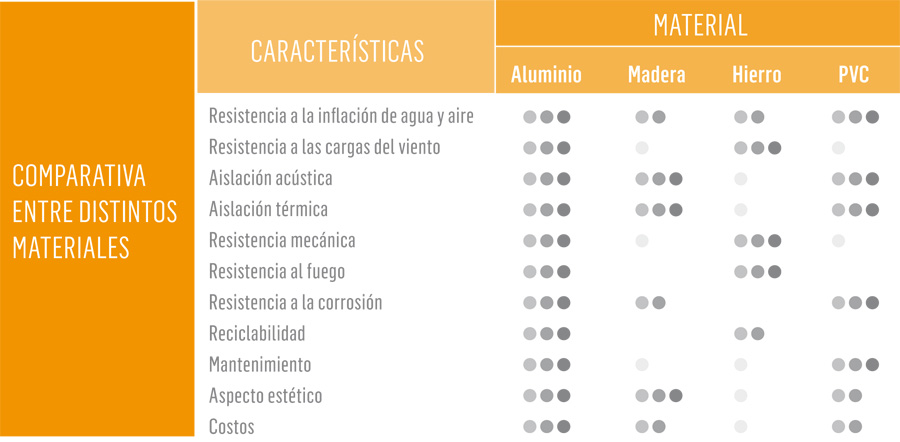 COMPARATIVA
ENTRE DISTINTOS
MATERIALES
CARACTERÍSTICAS
MATERIAL
Aluminio Madera Hierro PVC
Resistencia a la inflación de agua y aire
Resistencia a las cargas del viento
Aislación acústica
Aislación térmica
Resistencia mecánica
Resistencia al fuego
Resistencia a la corrosión
Reciclabilidad
Mantenimiento
Aspecto estético
Costos